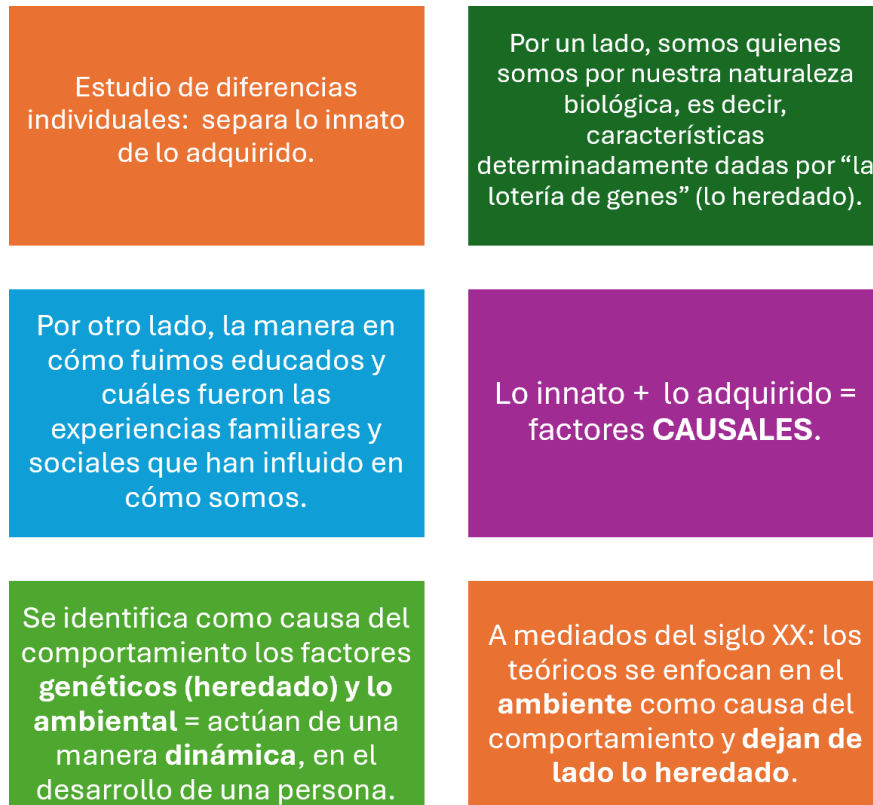 Estudio de diferencias
individuales:  separa lo innato
de lo adquirido.
Por un lado, somos quienes
somos por nuestra naturaleza
biológica, es decir,
características
determinadamente dadas por “la
lotería de genes” (lo heredado).
Por otro lado, la manera en
cómo fuimos educados y
cuáles fueron las
experiencias familiares y
sociales que han influido en
cómo somos.
Lo innato +  lo adquirido =
factores CAUSALES.
Se identifica como causa del
comportamiento los factores
genéticos (heredado) y lo
ambiental = actúan de una
manera dinámica, en el
desarrollo de una persona.
A mediados del siglo XX: los
teóricos se enfocan en el
ambiente como causa del
comportamiento y dejan de
lado lo heredado.